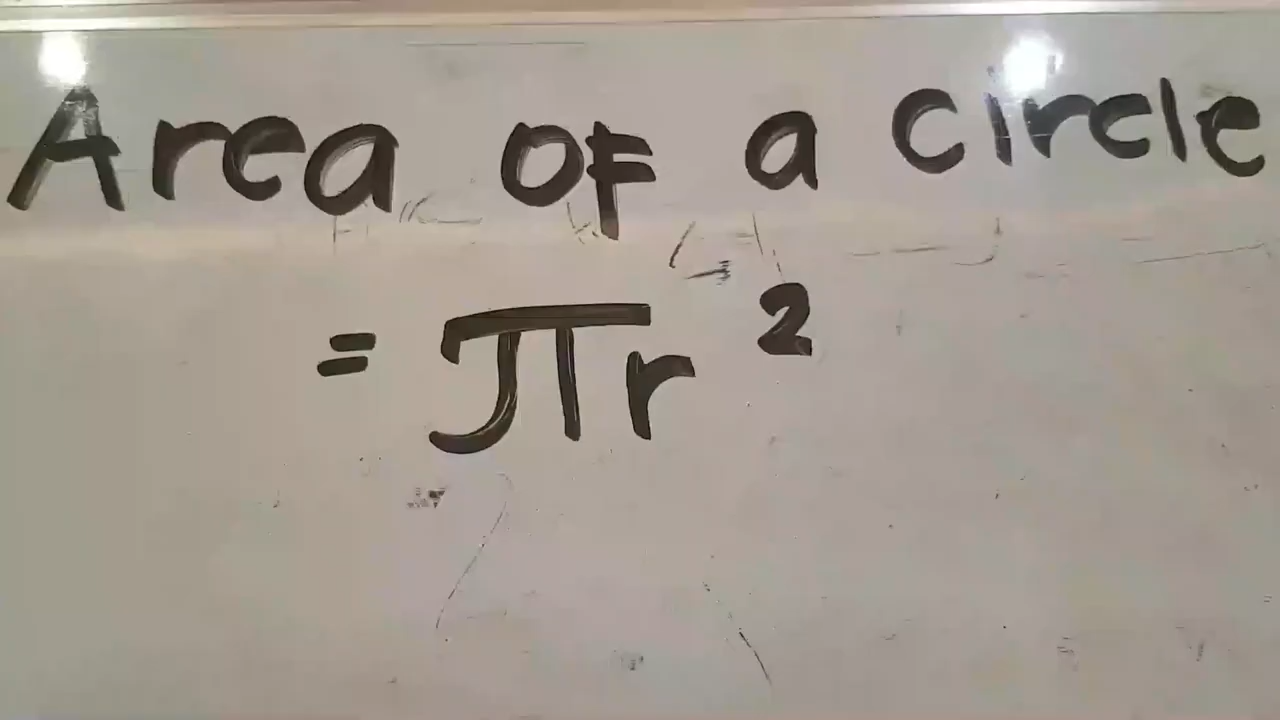 Area of a circle
= πr²